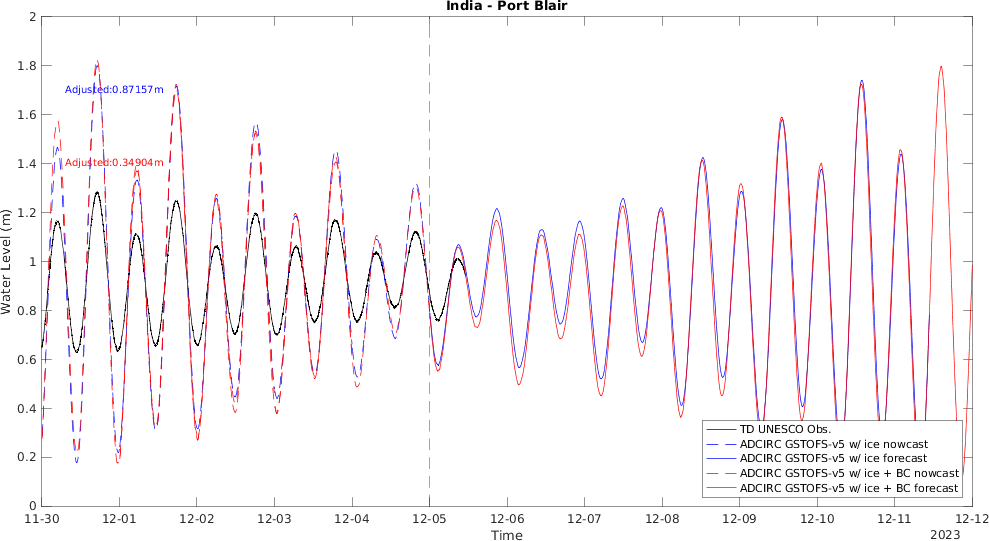 India - Port Blair
2
1.8
1.6
1.4
1.2
1
0.8
0.6
0.4
0.2
0
Water Level (m)
Adjusted:0.87157m
Adjusted:0.34904m
TD UNESCO Obs.
ADCIRC GSTOFS-v5 w/ ice nowcast
ADCIRC GSTOFS-v5 w/ ice forecast
ADCIRC GSTOFS-v5 w/ ice + BC nowcast
ADCIRC GSTOFS-v5 w/ ice + BC forecast
11-30 12-01 12-02 12-03 12-04 12-05 12-06 12-07 12-08 12-09 12-10 12-11 12-12
Time
2023